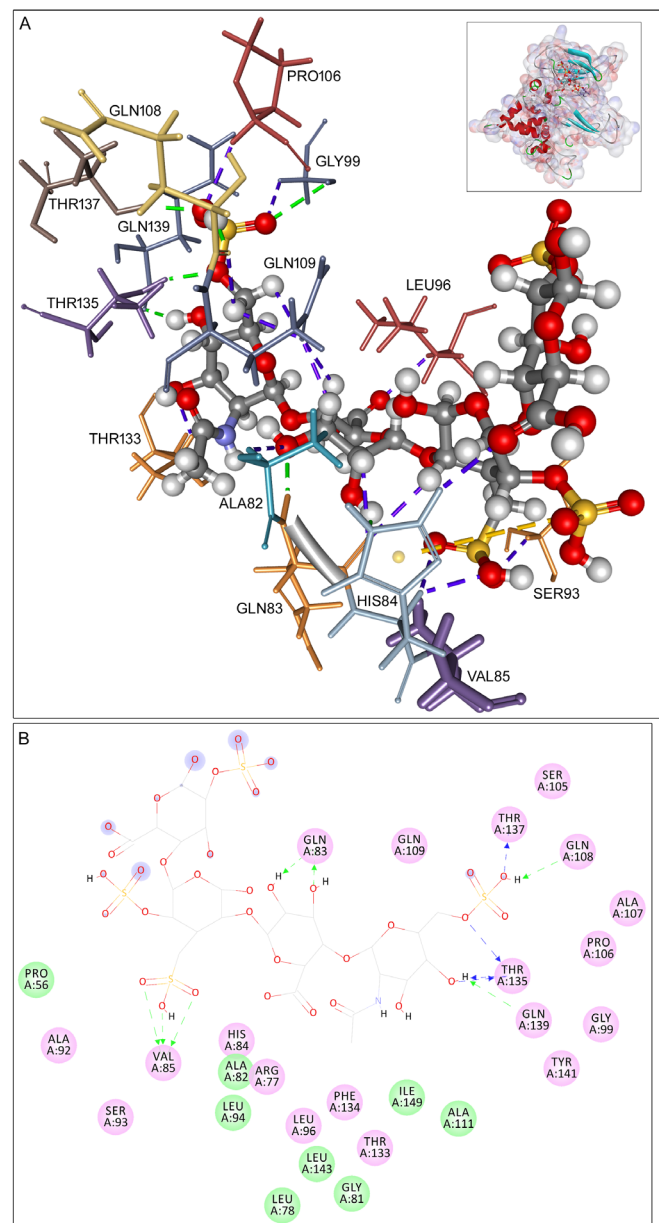 A
PRO106
GLN108
GLY99
THR137
GLN139
GLN109
THR135
LEU96
THR133
ALA82
GLN83
HIS84
SER93
VAL85
B
O
O
S
O
O
O
O
O
O
O
O
SER
A:105
THR
A:137
GLN
A:83
GLN
A:109
GLN
A:108
H
O
O
S
O
O
O
O
H
H
O
O
O
S
O
H
O
O
ALA
A:107
PRO
A:106
PRO
A:56
O
O
O
O
O
O
O
H
THR
A:135
GLN
A:139
GLY
A:99
O
S
O
O
H
O
O
N
H
O
H
O
TYR
A:141
ALA
A:92
VAL
A:85
HIS
A:84
ALA
A:82
ARG
A:77
SER
A:93
LEU
A:94
LEU
A:96
PHE
A:134
ILE
A:149
ALA
A:111
THR
A:133
LEU
A:143
GLY
A:81
LEU
A:78